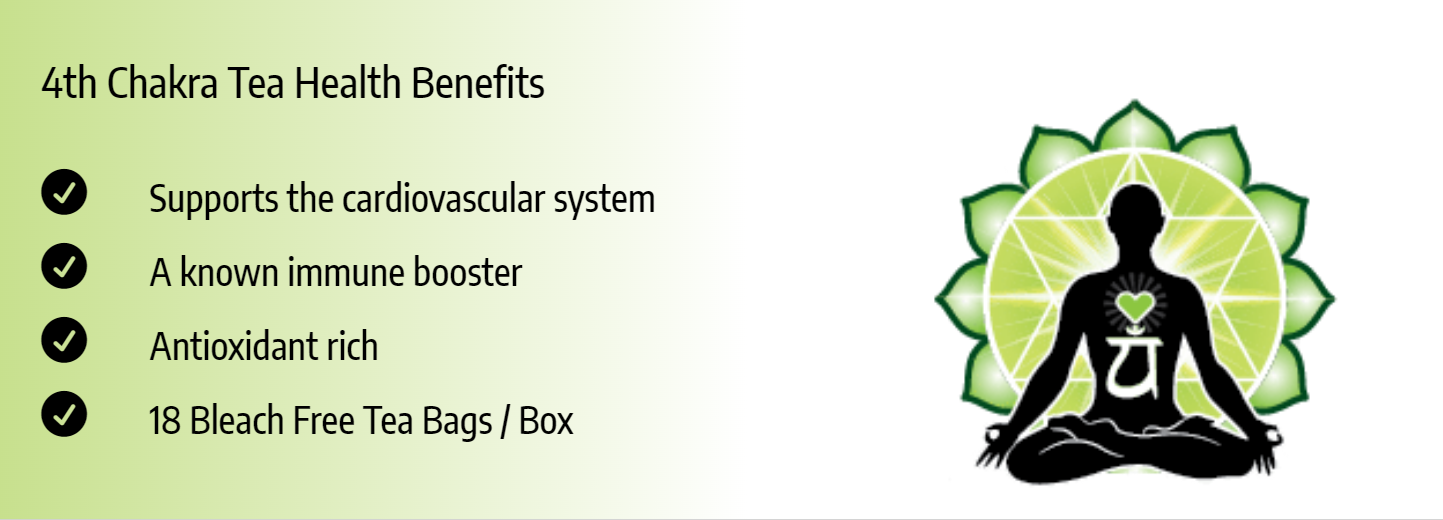 4th Chakra Tea Health Benefits
Supports the cardiovascular system
A known immune booster
Antioxidant rich
18 Bleach Free Tea Bags / Box
यँ